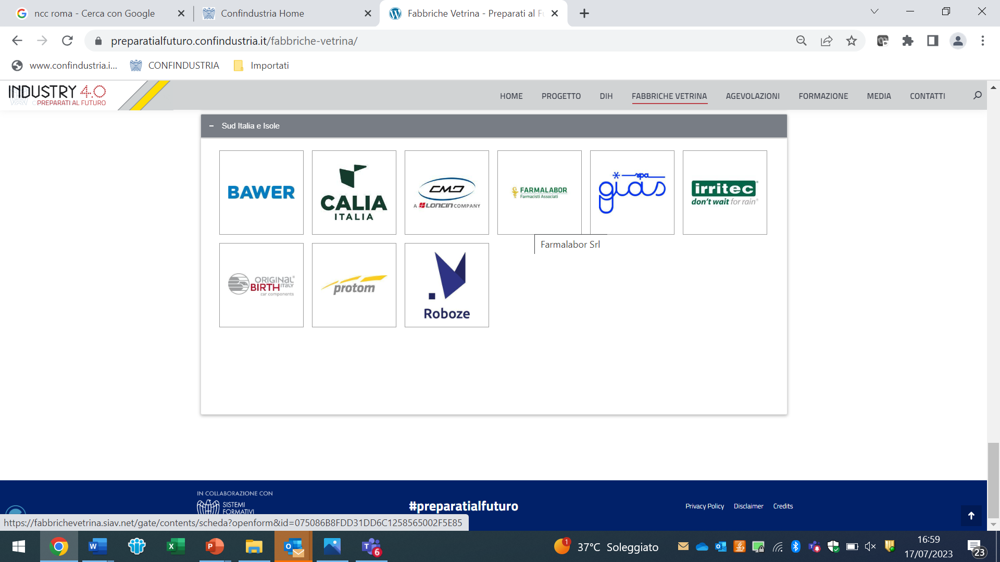 ncc roma - Cerca con Google
Confindustria Home
Fabbriche Vetrina - Preparati al Fu
preparatialfuturo.confindustria.it/fabbriche-vetrina/
www.confindustria.i...
CONFINDUSTRIA
Importati
INDUSTRY 4.0
PREPARATI AL FUTURO
HOME
PROGETTO
DIH
FABBRICHE VETRINA
AGEVOLAZIONI
FORMAZIONE
MEDIA
CONTATTI
Sud Italia e Isole
BAWER
CALIA
ITALIA
CMD
A LONCIN COMPANY
FARMALABOR
Farmacisti Associati
spa
gias
irritec®
don't wait for rain®
Farmalabor Srl
ORIGINAL®
BIRTH ITALY
car components
protom
Roboze
IN COLLABORAZIONE CON
SISTEMI
FORMATIVI
#preparatialfuturo
Privacy Policy
Disclaimer
Credits
https://fabbrichevetrina.siav.net/gate/contents/scheda?openform&id=075086B8FDD31DD6C1258565002F5E85
37°C Soleggiato
16:59
17/07/2023
23